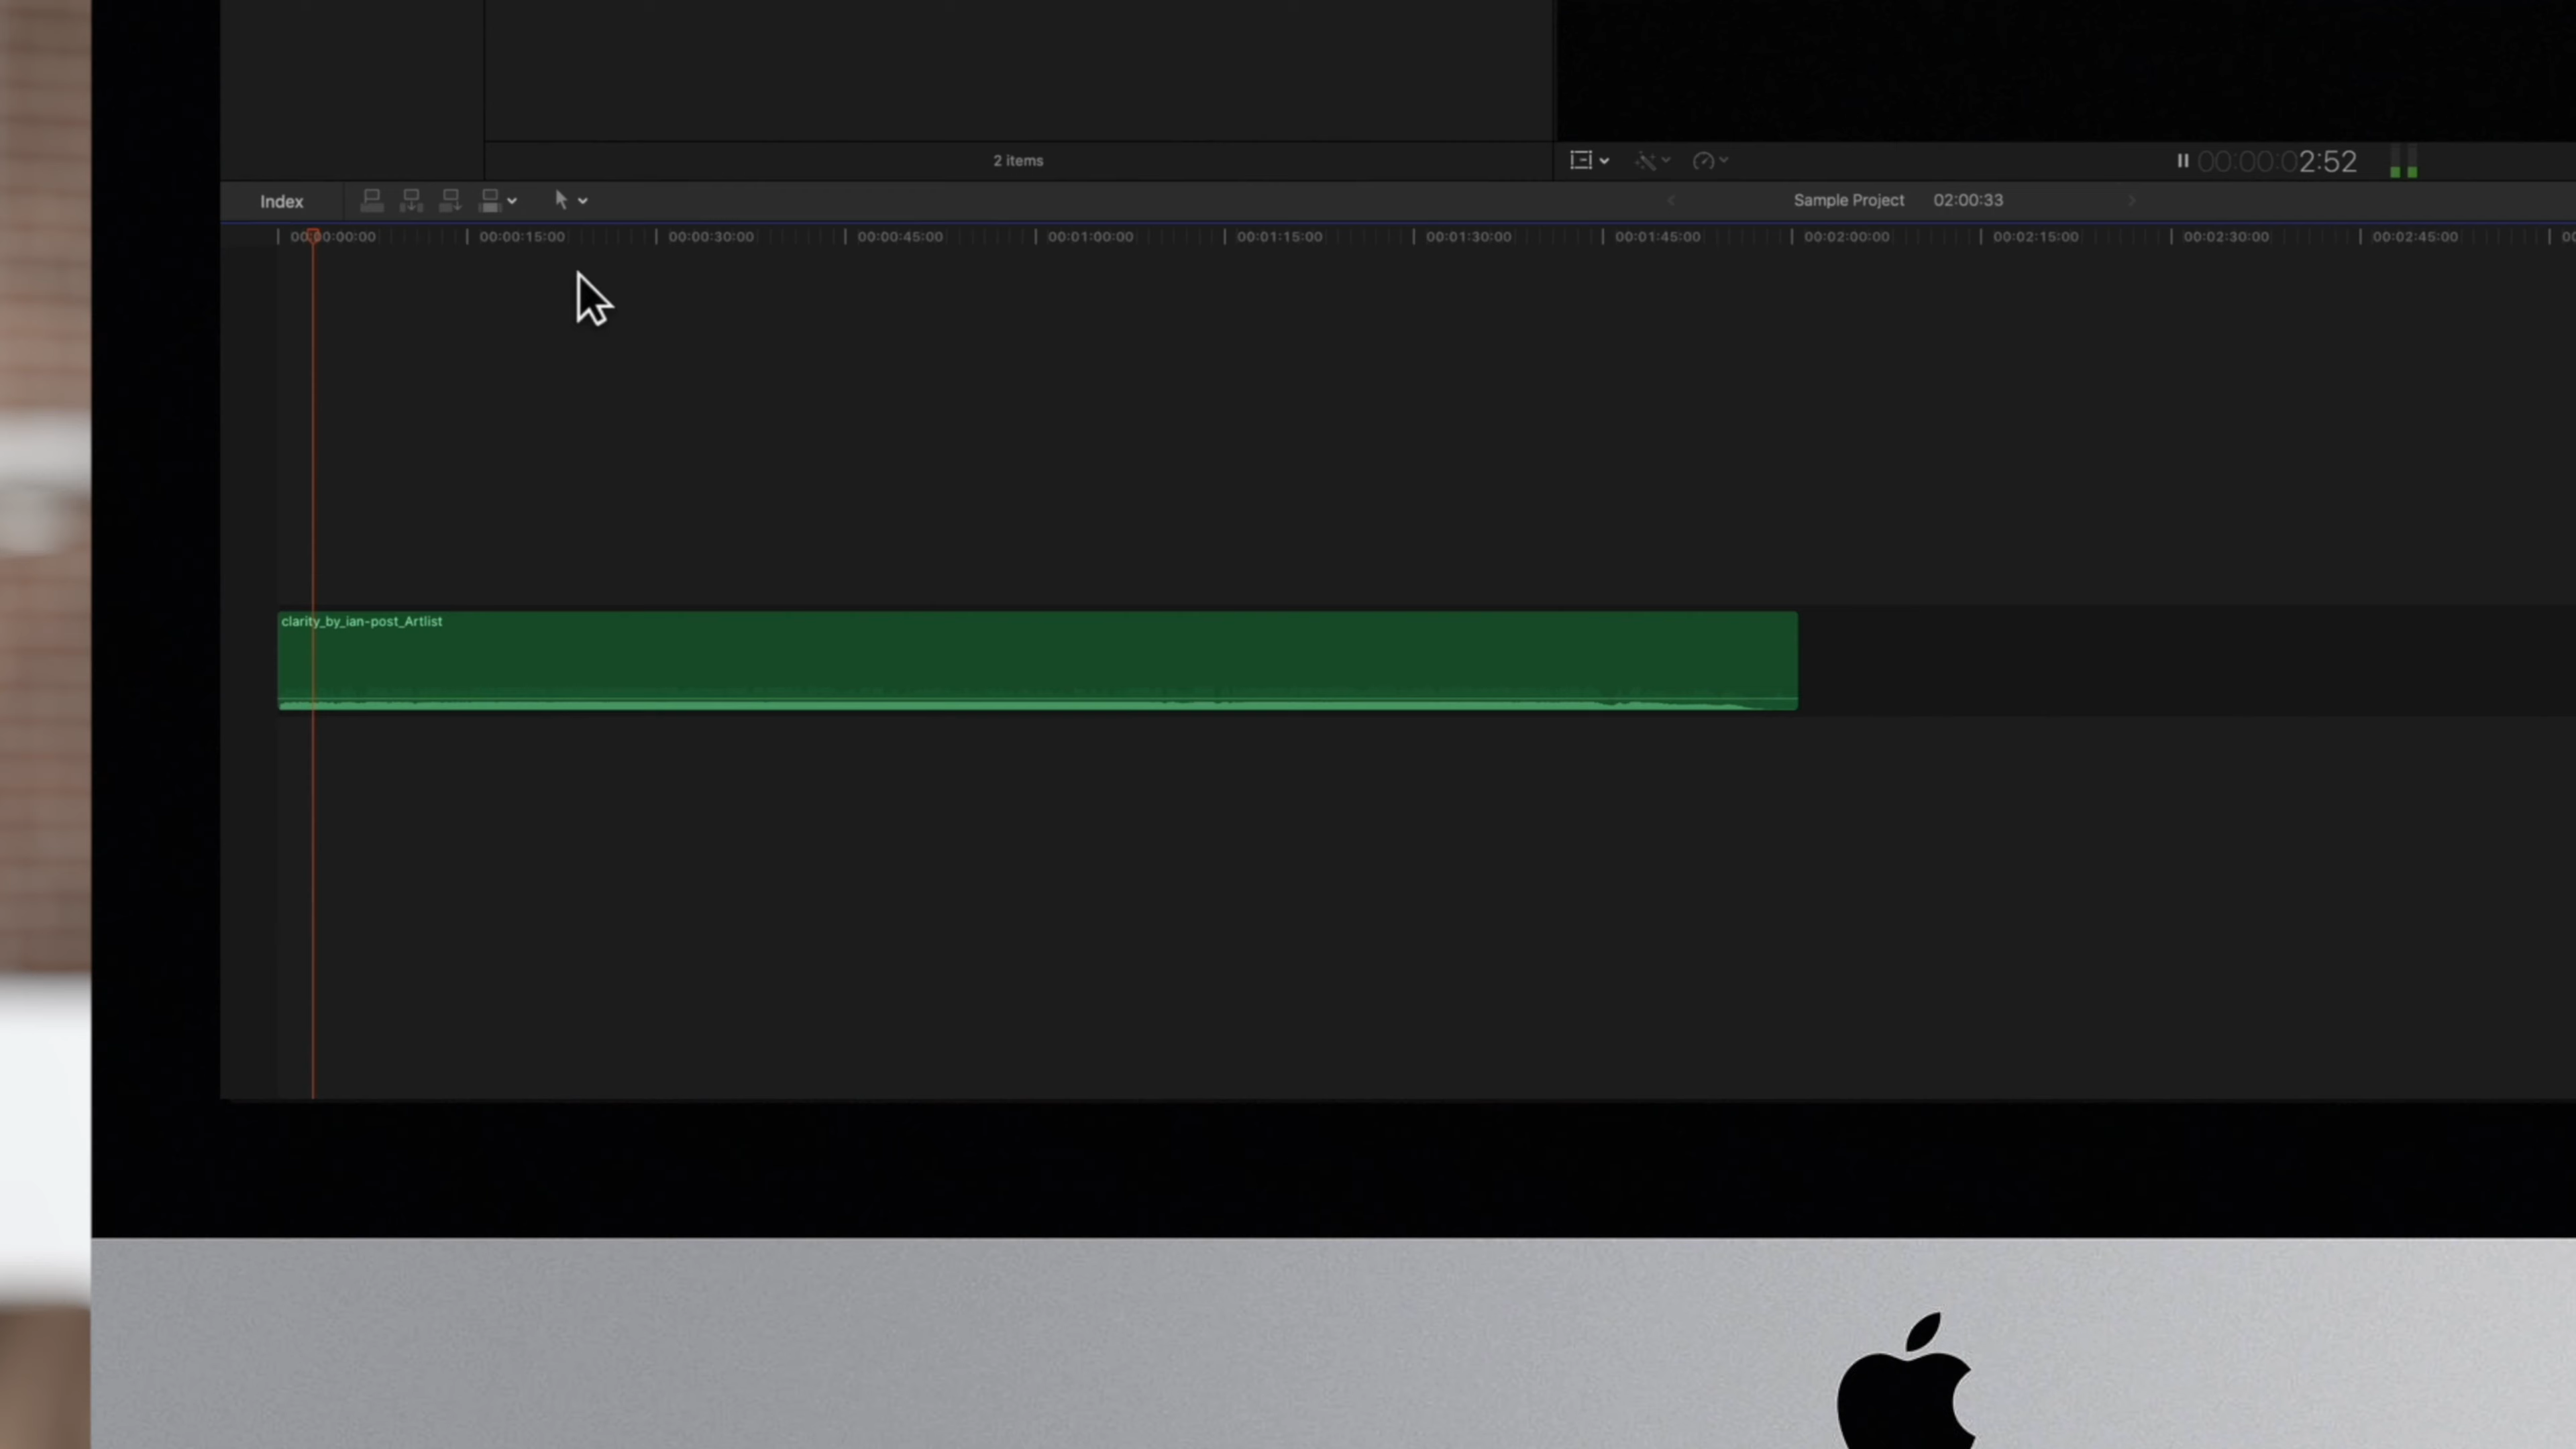 2 items
00:00:02:52
Index
Sample Project 02:00:33
00:00:00:00 00:00:15:00 00:00:30:00 00:00:45:00 00:01:00:00 00:01:15:00 00:01:30:00 00:01:45:00 00:02:00:00 00:02:15:00 00:02:30:00 00:02:45:00
clarity_by_ian-post_Artlist